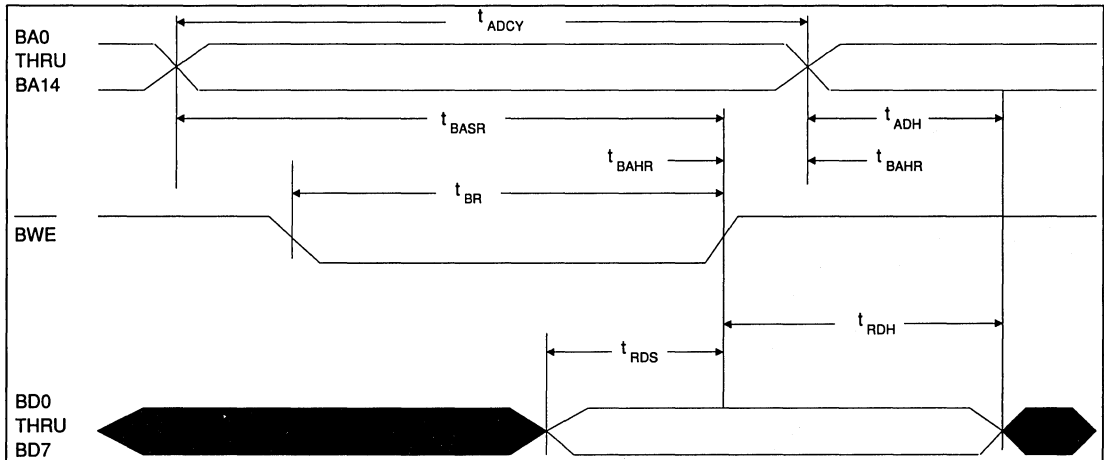 t ADCY
BA0
THRU
BA14
t BASR
t ADH
t BAHR
t BAHR
t BR
BWE
t RDH
t RDS
BD0
THRU
BD7